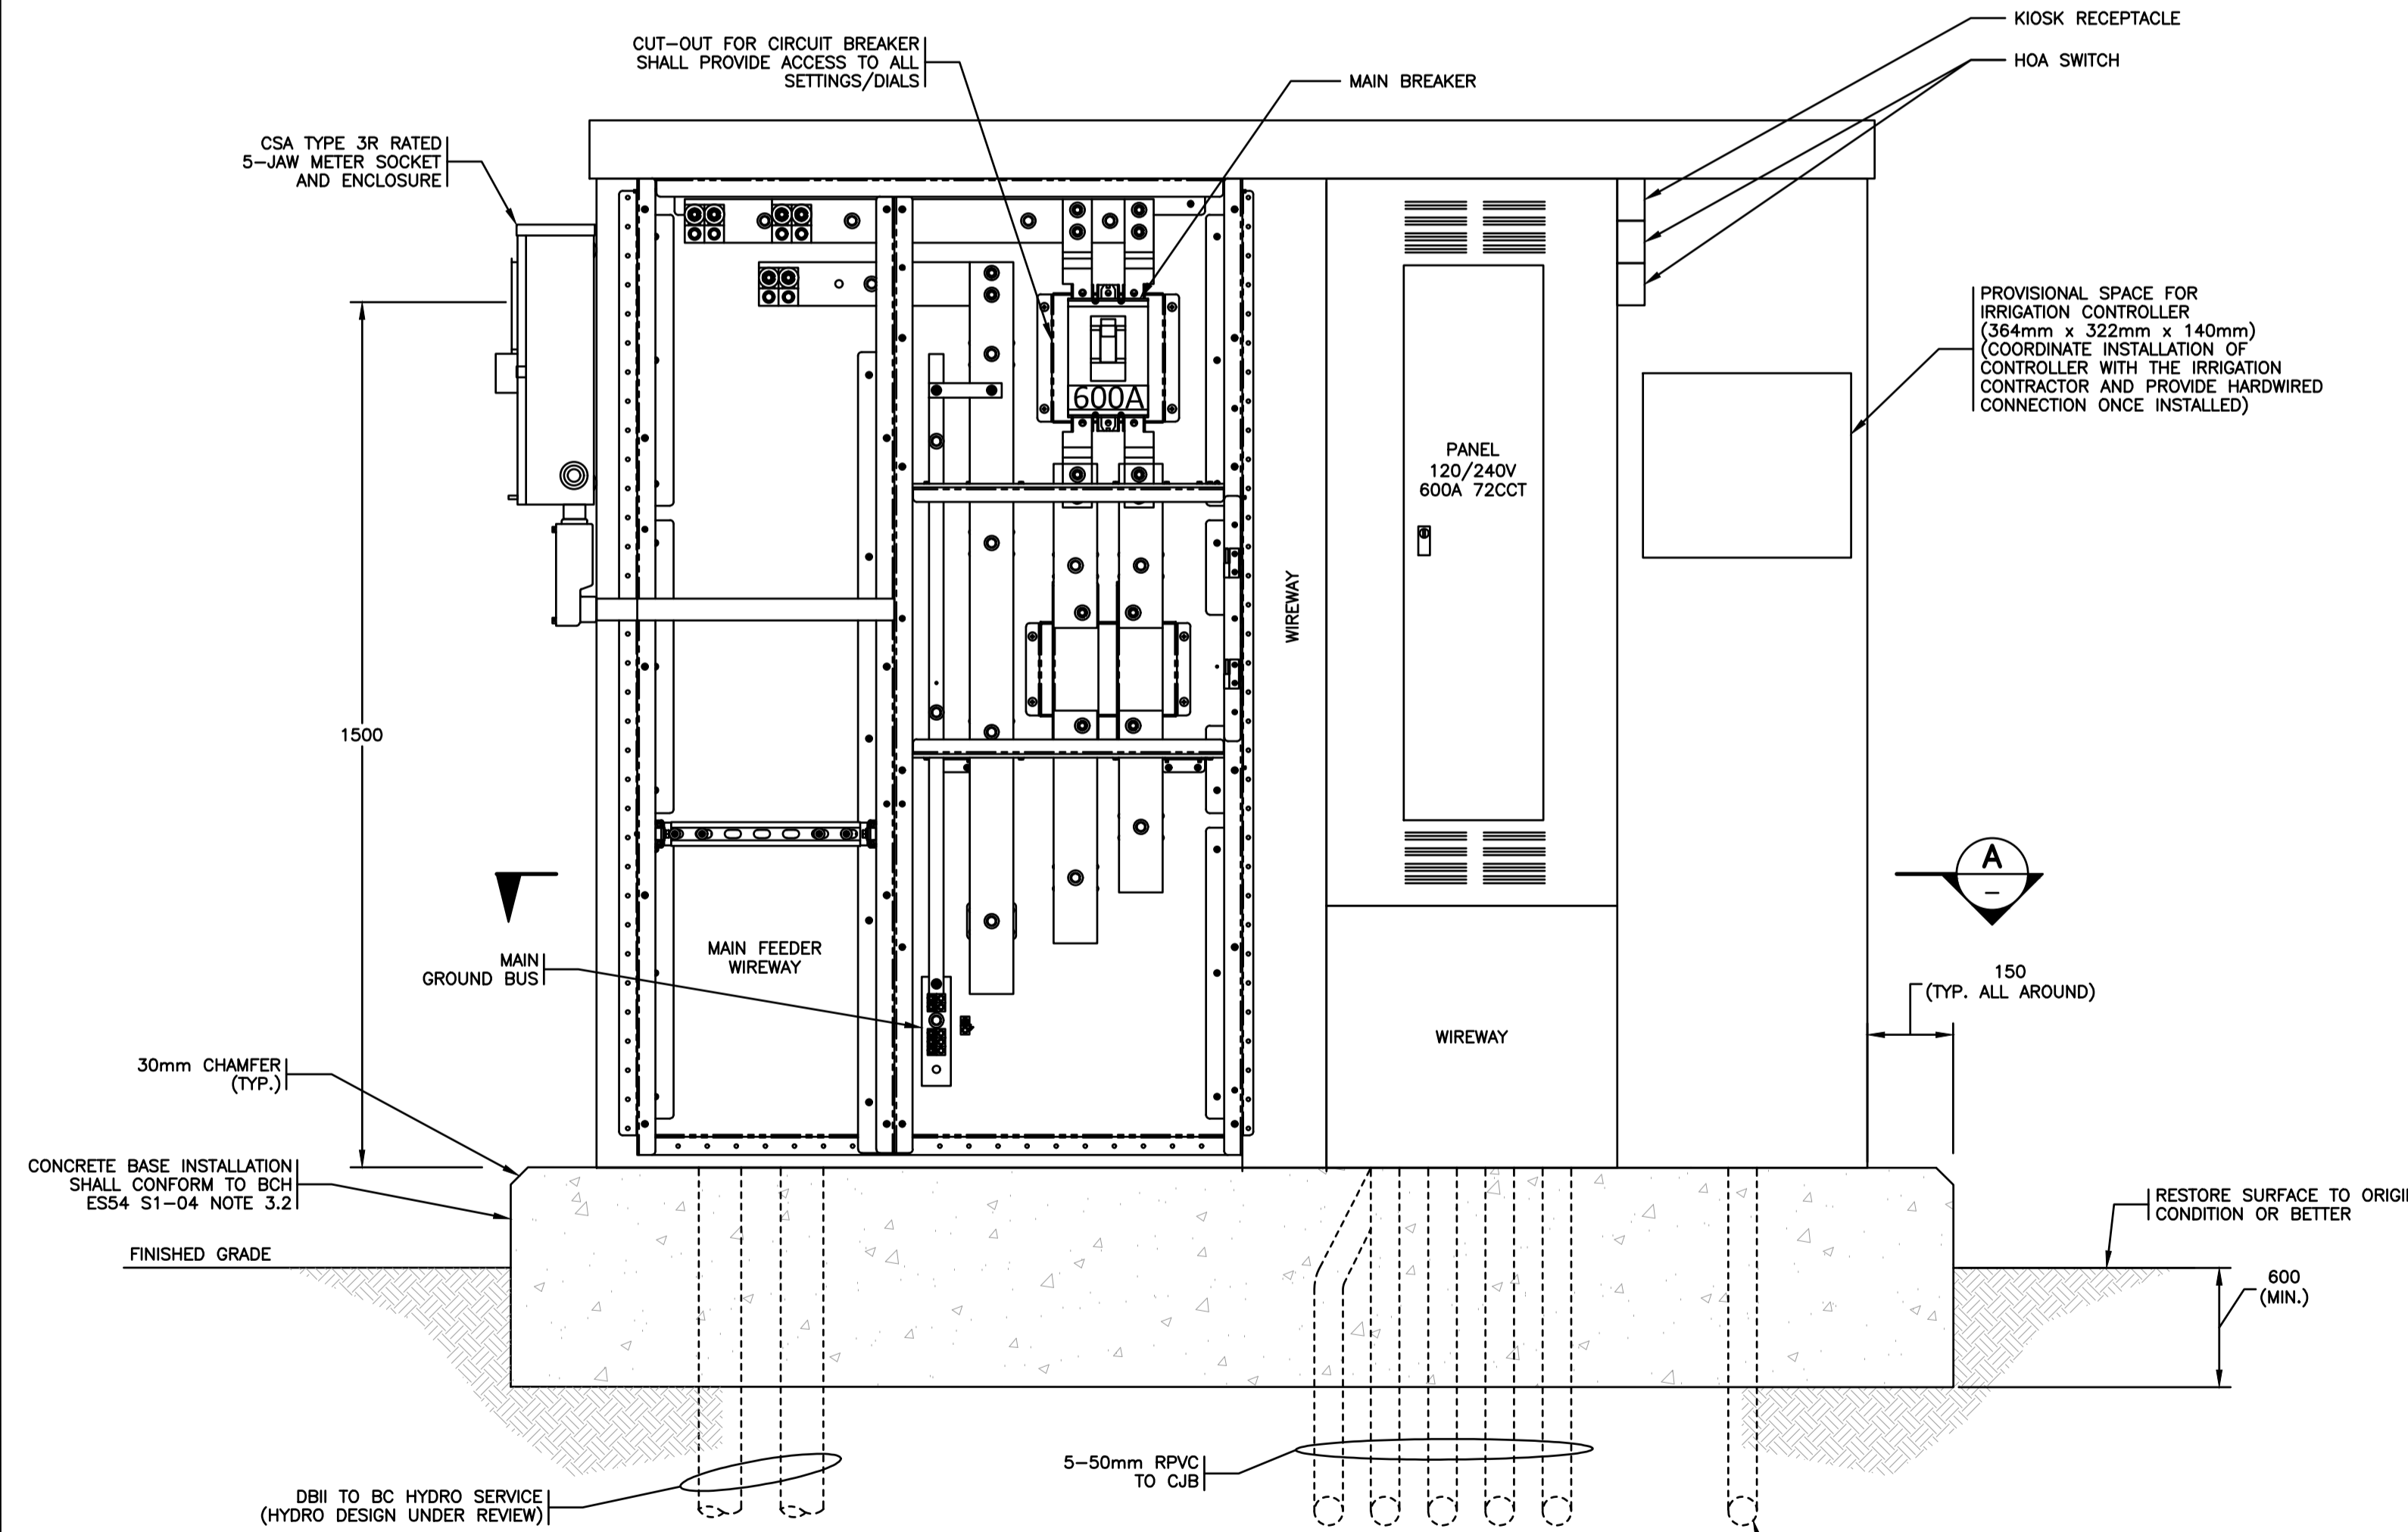 KIOSK RECEPTACLE
HOA SWITCH
CUT-OUT FOR CIRCUIT BREAKER
SHALL PROVIDE ACCESS TO ALL
SETTINGS/DIALS
MAIN BREAKER
CSA TYPE 3R RATED
5-JAW METER SOCKET
AND ENCLOSURE
PROVISIONAL SPACE FOR
IRRIGATION CONTROLLER
(364mm x 322mm x 140mm)
(COORDINATE INSTALLATION OF
CONTROLLER WITH THE IRRIGATION
CONTRACTOR AND PROVIDE HARDWIRED
CONNECTION ONCE INSTALLED)
600A
PANEL
120/240V
600A 72CCT
WIREWAY
1500
A
-
MAIN FEEDER
WIREWAY
MAIN
GROUND BUS
150
(TYP. ALL AROUND)
WIREWAY
30mm CHAMFER
(TYP.)
CONCRETE BASE INSTALLATION
SHALL CONFORM TO BCH
ES54 S1-04 NOTE 3.2
RESTORE SURFACE TO
CONDITION OR BETTER
FINISHED GRADE
600
(MIN.)
5-50mm RPVC
TO CJB
DBII TO BC HYDRO SERVICE
(HYDRO DESIGN UNDER REVIEW)